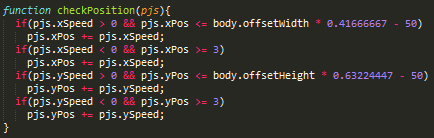 function checkPosition(pjs){
if(pjs.xSpeed > 0 && pjs.xPos <= body.offsetWidth * 0.41666667 - 50)
pjs.xPos += pjs.xSpeed;
if(pjs.xSpeed < 0 && pjs.xPos >= 3)
pjs.xPos += pjs.xSpeed;
if(pjs.ySpeed > 0 && pjs.yPos <= body.offsetHeight * 0.63224447 - 50)
pjs.yPos += pjs.ySpeed;
if(pjs.ySpeed < 0 && pjs.yPos >= 3)
pjs.yPos += pjs.ySpeed;
}